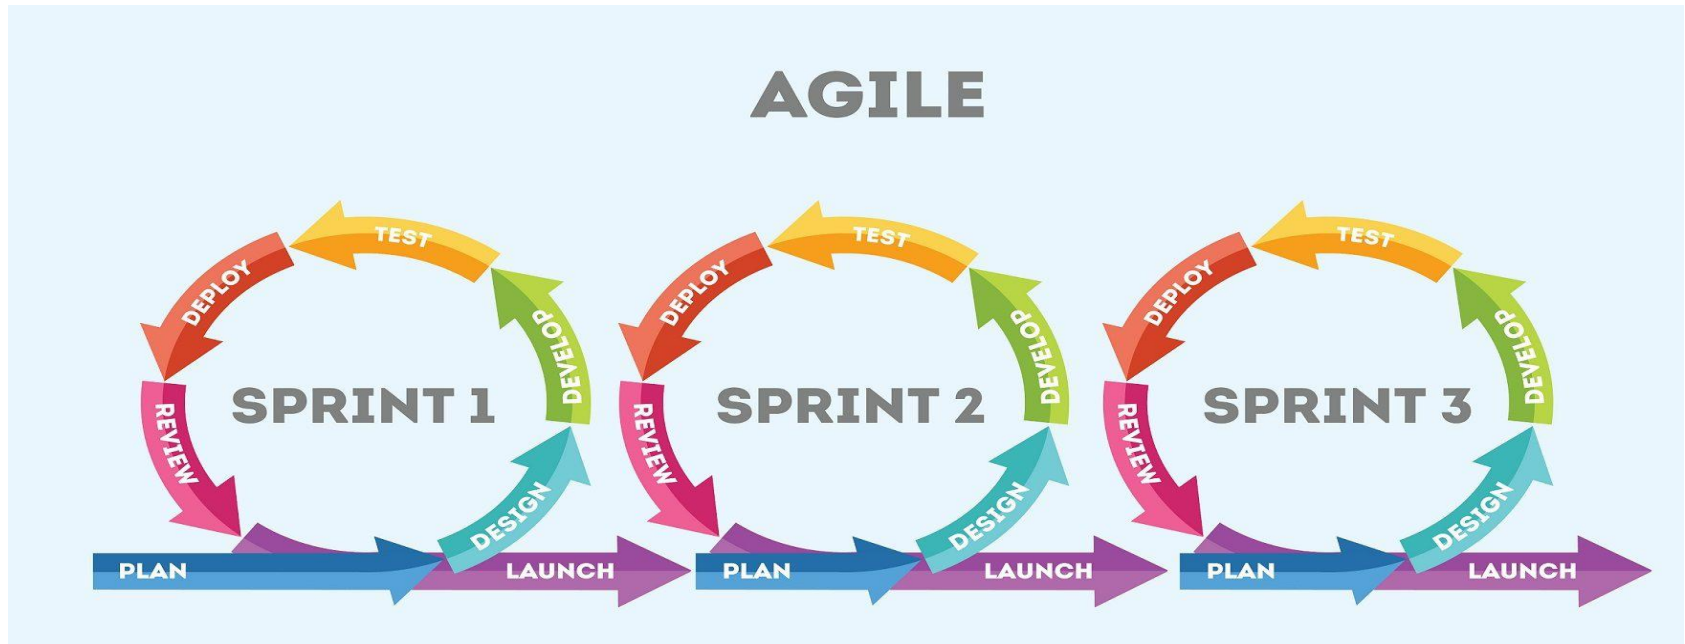 AGILE
SPRINT 1
PLAN
DESIGN
DEVELOP
TEST
DEPLOY
REVIEW
LAUNCH
SPRINT 2
PLAN
DESIGN
DEVELOP
TEST
DEPLOY
REVIEW
LAUNCH
SPRINT 3
PLAN
DESIGN
DEVELOP
TEST
DEPLOY
REVIEW
LAUNCH